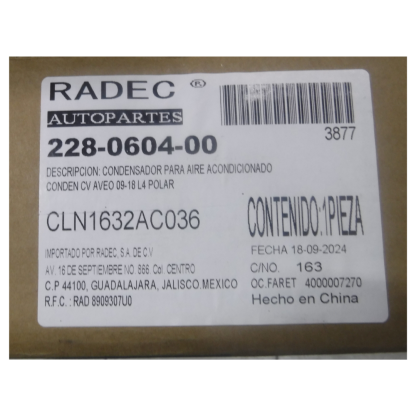 RADEC ®
AUTOPARTES
3877
228-0604-00
DESCRIPCION: CONDENSADOR PARA AIRE ACONDICIONADO
CONDEN CV AVEO 09-18 L4 POLAR
CLN1632AC036
CONTENIDO:1PIEZA
IMPORTADO POR RADEC, S.A. DE C.V
AV. 16 DE SEPTIEMBRE NO. 866. Col. CENTRO
C.P 44100, GUADALAJARA, JALISCO.MEXICO
R.F.C. : RAD 8909307U0
FECHA 18-09-2024
C/NO. 163
OC.FARET 4000007270
Hecho en China